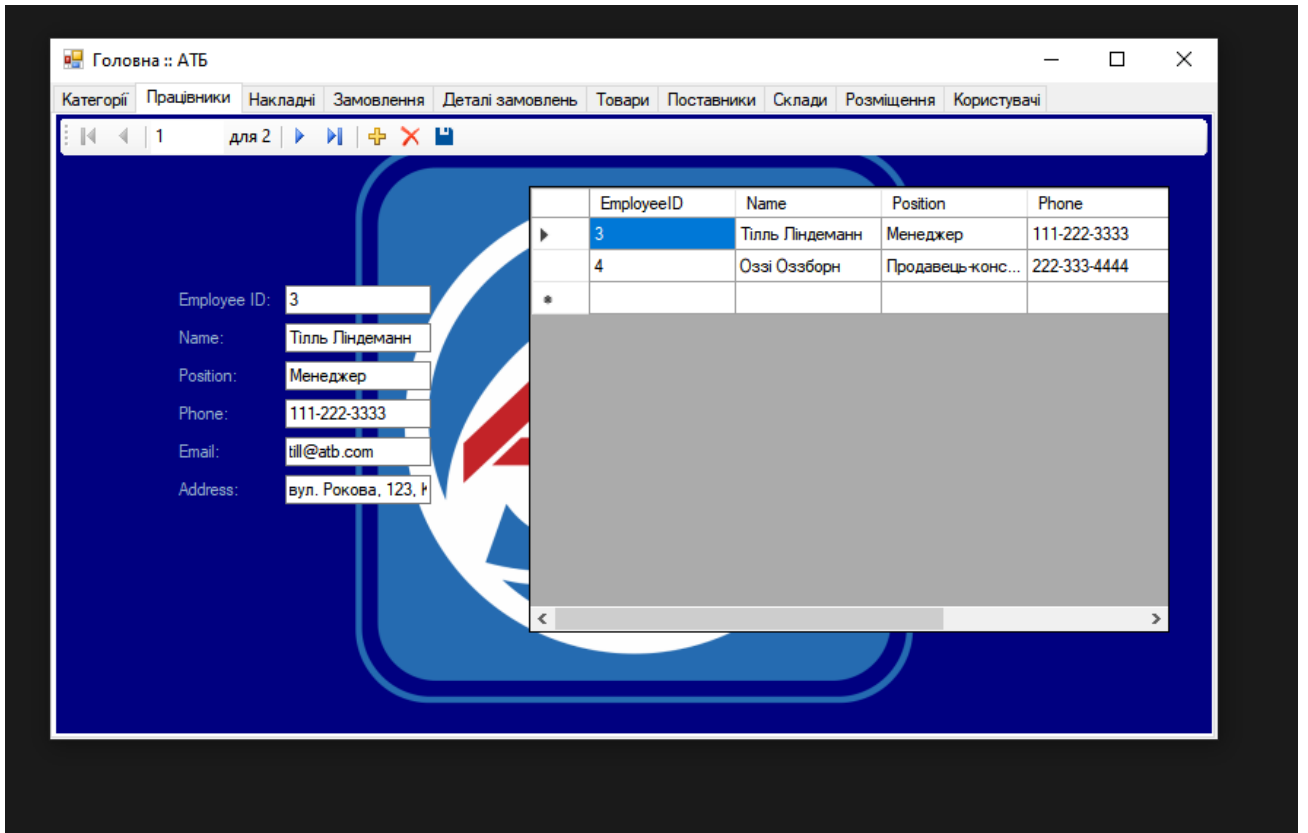 Головна :: АТБ
Категорії Працівники Накладні Замовлення Деталі замовлень Товари Поставники Склади Розміщення Користувачі
1 для 2
EmployeeID Name Position Phone
3 Тілль Ліндеманн Менеджер 111-222-3333
4 Оззі Оззборн Продавець-конс... 222-333-4444
Employee ID: 3
Name: Тілль Ліндеманн
Position: Менеджер
Phone: 111-222-3333
Email: till@atb.com
Address: вул. Рокова, 123,